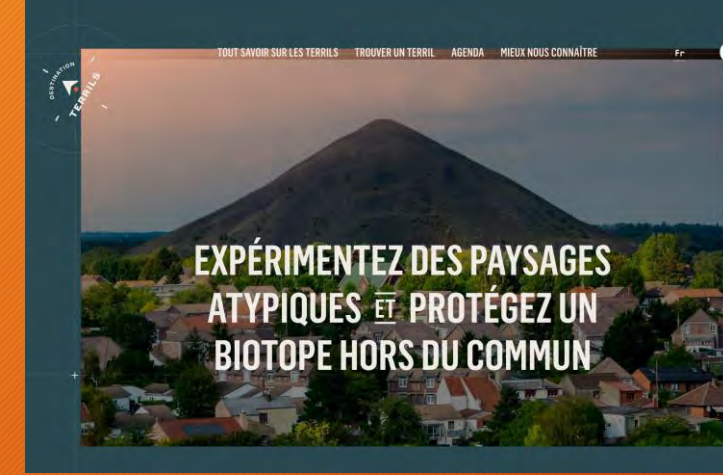 TOUT SAVOIR SUR LES TERRILS TROUVER UN TERRIL AGENDA MIEUX NOUS CONNAÎTRE Fr
DESTINATION
TERRILS
EXPÉRIMENTEZ DES PAYSAGES
ATYPIQUES ET PROTÉGEZ UN
BIOTOPE HORS DU COMMUN